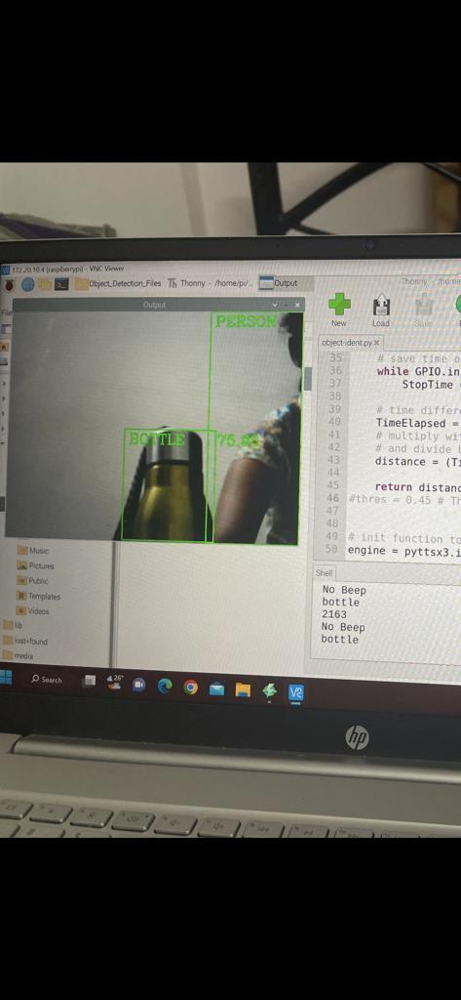 172.20.10.4 (raspberrypi) - VNC Viewer
Object_Detection_Files
Thonny - /home/pi/...
Output
Output
PERSON
BOTTLE
Thonny - /home
New
Load
Save
object-ident.py ×
35 # save time o
36 while GPIO.in
37 StopTime =
38
39 # time differe
40 TimeElapsed =
41 # multiply wi
42 # and divide b
43 distance = (Ti
44
45 return distanc
46 #thres = 0.45 # Th
47
48
49 # init function to
50 engine = pyttsx3.i
Shell
No Beep
bottle
2163
No Beep
bottle
Music
Pictures
Public
Templates
Videos
lib
lost+found
media
Search
26°
hp